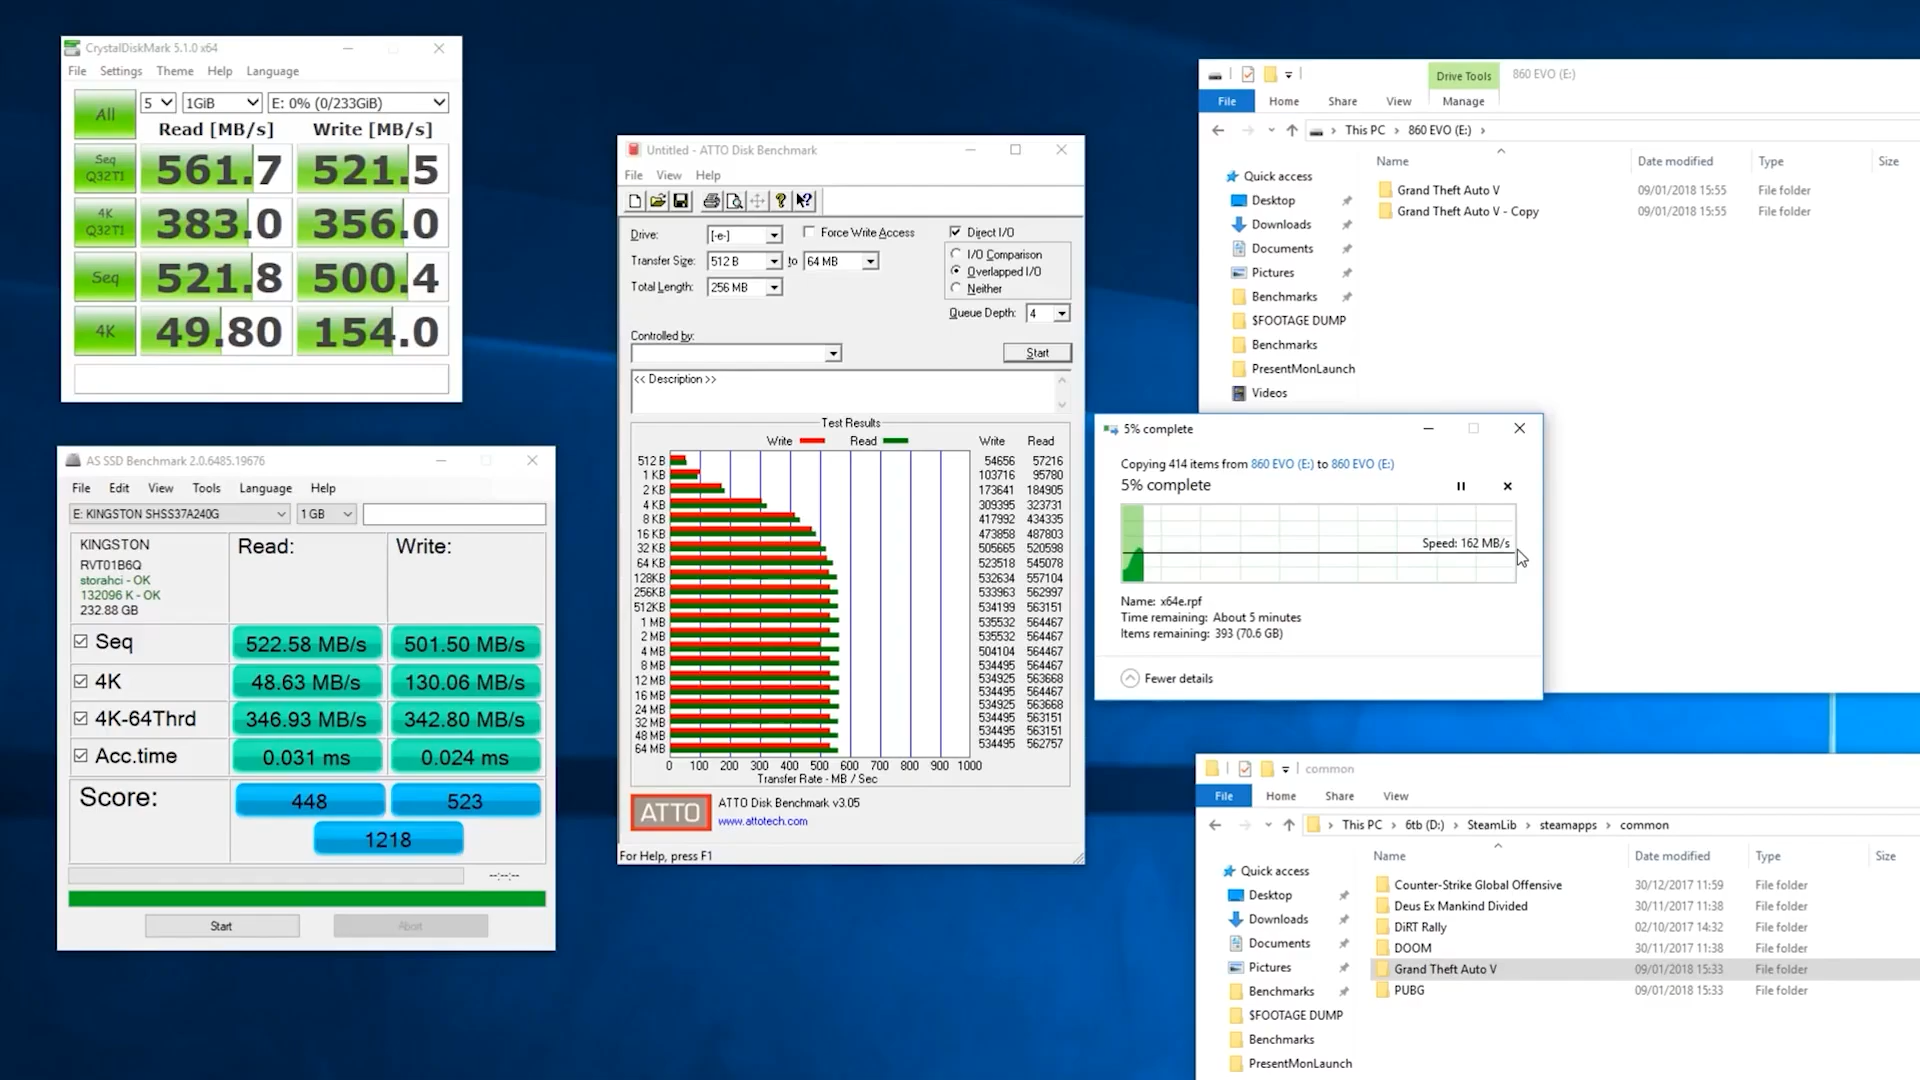 CrystalDiskMark 5.1.0 x64
File Settings Theme Help Language
All 5 1GiB E: 0% (0/233GiB)
Read [MB/s] Write [MB/s]
Seq Q32T1 561.7 521.5
4K Q32T1 383.0 356.0
Seq 521.8 500.4
4K 49.80 154.0
AS SSD Benchmark 2.0.6485.19676
File Edit View Tools Language Help
E: KINGSTON SHSS37A240G 1 GB
KINGSTON
RVT01B6Q
storahci - OK
132096 K - OK
232.88 GB
Read: Write:
Seq 522.58 MB/s 501.50 MB/s
4K 48.63 MB/s 130.06 MB/s
4K-64Thrd 346.93 MB/s 342.80 MB/s
Acc.time 0.031 ms 0.024 ms
Score: 448 523
1218
--:--:--
Start Abort
Untitled - ATTO Disk Benchmark
File View Help
Drive: [-e-] Force Write Access Direct I/O
Transfer Size: 512 B to 64 MB
Total Length: 256 MB
I/O Comparison
Overlapped I/O
Neither
Queue Depth: 4
Controlled by:
Start
<< Description >>
Test Results
Write Read Write Read
512 B 54656 57216
1 KB 103716 95780
2 KB 173641 184905
4 KB 309395 323731
8 KB 417992 434335
16 KB 473858 487803
32 KB 505665 520598
64 KB 523518 545078
128KB 532634 557104
256KB 533963 562997
512KB 534199 563151
1 MB 535532 564467
2 MB 535532 564467
4 MB 504104 564467
8 MB 534495 564467
12 MB 534925 563668
16 MB 534495 564467
24 MB 534925 563668
32 MB 534495 563151
48 MB 534495 563151
64 MB 534495 562757
0 100 200 300 400 500 600 700 800 900 1000
Transfer Rate - MB / Sec
ATTO
ATTO Disk Benchmark v3.05
www.attotech.com
For Help, press F1
Drive Tools 860 EVO (E:)
File Home Share View Manage
This PC > 860 EVO (E:) >
Name Date modified Type Size
Quick access
Desktop
Downloads
Documents
Pictures
Benchmarks
$FOOTAGE DUMP
Benchmarks
PresentMonLaunch
Videos
Grand Theft Auto V 09/01/2018 15:55 File folder
Grand Theft Auto V - Copy 09/01/2018 15:55 File folder
5% complete
Copying 414 items from 860 EVO (E:) to 860 EVO (E:)
5% complete
Speed: 162 MB/s
Name: x64e.rpf
Time remaining: About 5 minutes
Items remaining: 393 (70.6 GB)
Fewer details
common
File Home Share View
This PC > 6tb (D:) > SteamLib > steamapps > common
Name Date modified Type Size
Quick access
Desktop
Downloads
Documents
Pictures
Benchmarks
$FOOTAGE DUMP
Benchmarks
PresentMonLaunch
Counter-Strike Global Offensive 30/12/2017 11:59 File folder
Deus Ex Mankind Divided 30/11/2017 11:38 File folder
DiRT Rally 02/10/2017 14:32 File folder
DOOM 30/11/2017 11:38 File folder
Grand Theft Auto V 09/01/2018 15:33 File folder
PUBG 09/01/2018 15:33 File folder